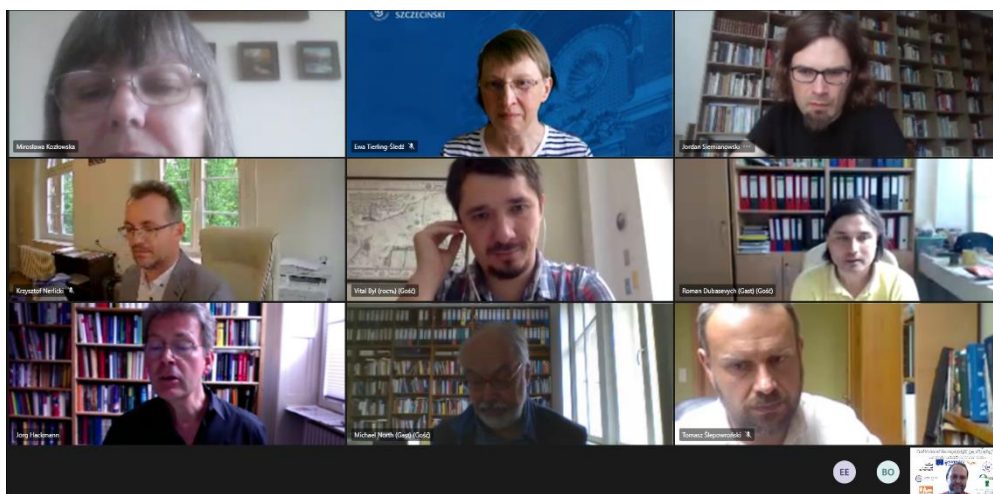 SZCZECIŃSKI
Mirosława Kozłowska
Ewa Tierling-Śledź
Jordan Siemianowski ···
Krzysztof Nerlicki
Vital Byl (гость) (Gość)
Roman Dubasevych (Gast) (Gość)
Jörg Hackmann
Michael North (Gast) (Gość)
Tomasz Ślepowroński
EE
BO